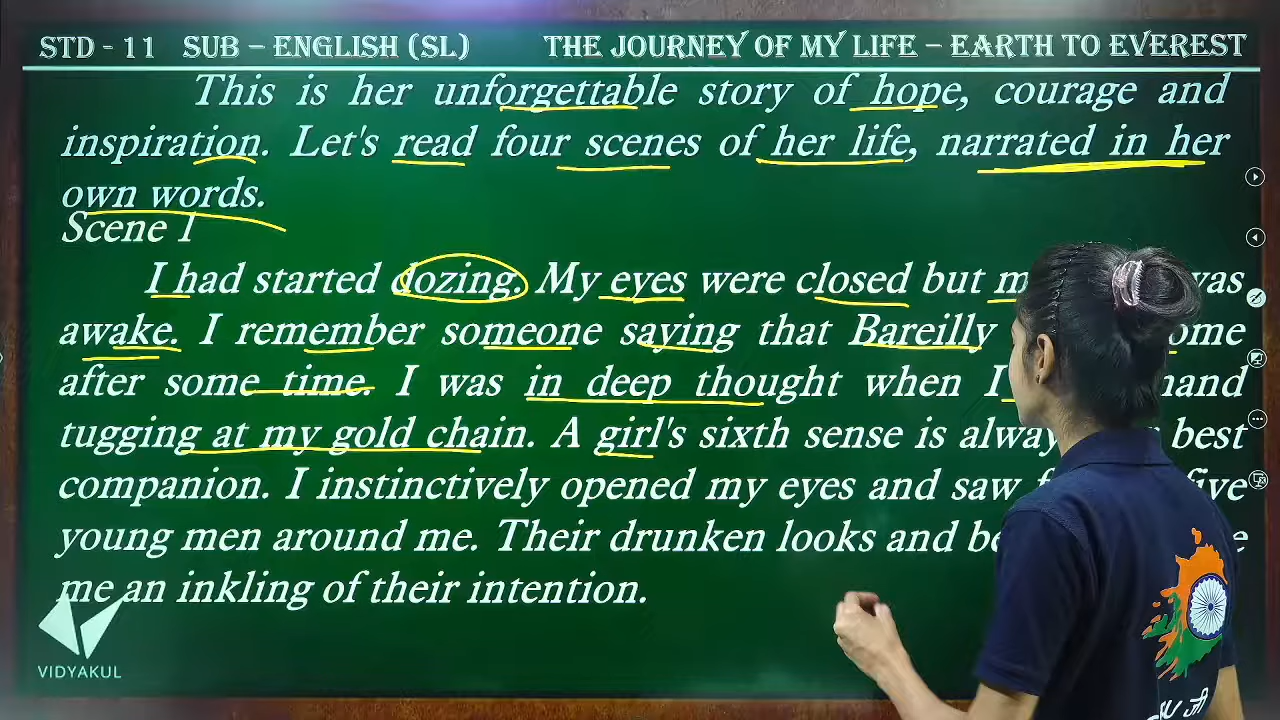 STD - 11 SUB – ENGLISH (SL) THE JOURNEY OF MY LIFE – EARTH TO EVEREST
This is her unforgettable story of hope, courage and
inspiration. Let's read four scenes of her life, narrated in her
own words.
Scene 1
I had started dozing. My eyes were closed but was
awake. I remember someone saying that Bareilly
after some time. I was in deep thought when I hand
tugging at my gold chain. A girl's sixth sense is best
companion. I instinctively opened my eyes and saw five
young men around me. Their drunken looks and
me an inkling of their intention.
VIDYAKUL